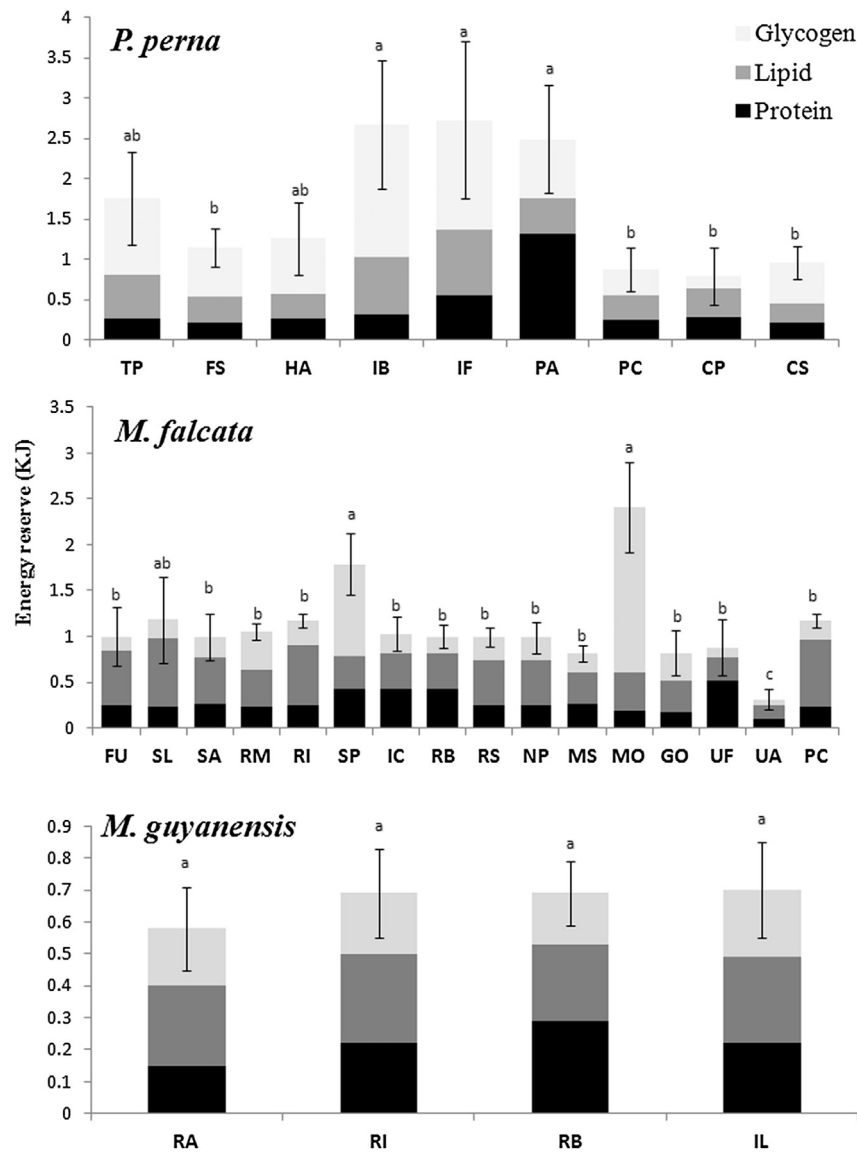 P. perna
Glycogen
Lipid
Protein
4
3.5
3
2.5
2
1.5
1
0.5
0
ab
b
ab
a
a
a
b
b
b
TP FS HA IB IF PA PC CP CS
Energy reserve (KJ)
M. falcata
3.5
3
2.5
2
1.5
1
0.5
0
b
ab
b
b
b
a
b
b
b
b
b
a
b
b
c
b
FU SL SA RM RI SP IC RB RS NP MS MO GO UF UA PC
M. guyanensis
0.9
0.8
0.7
0.6
0.5
0.4
0.3
0.2
0.1
0
a
a
a
a
RA RI RB IL